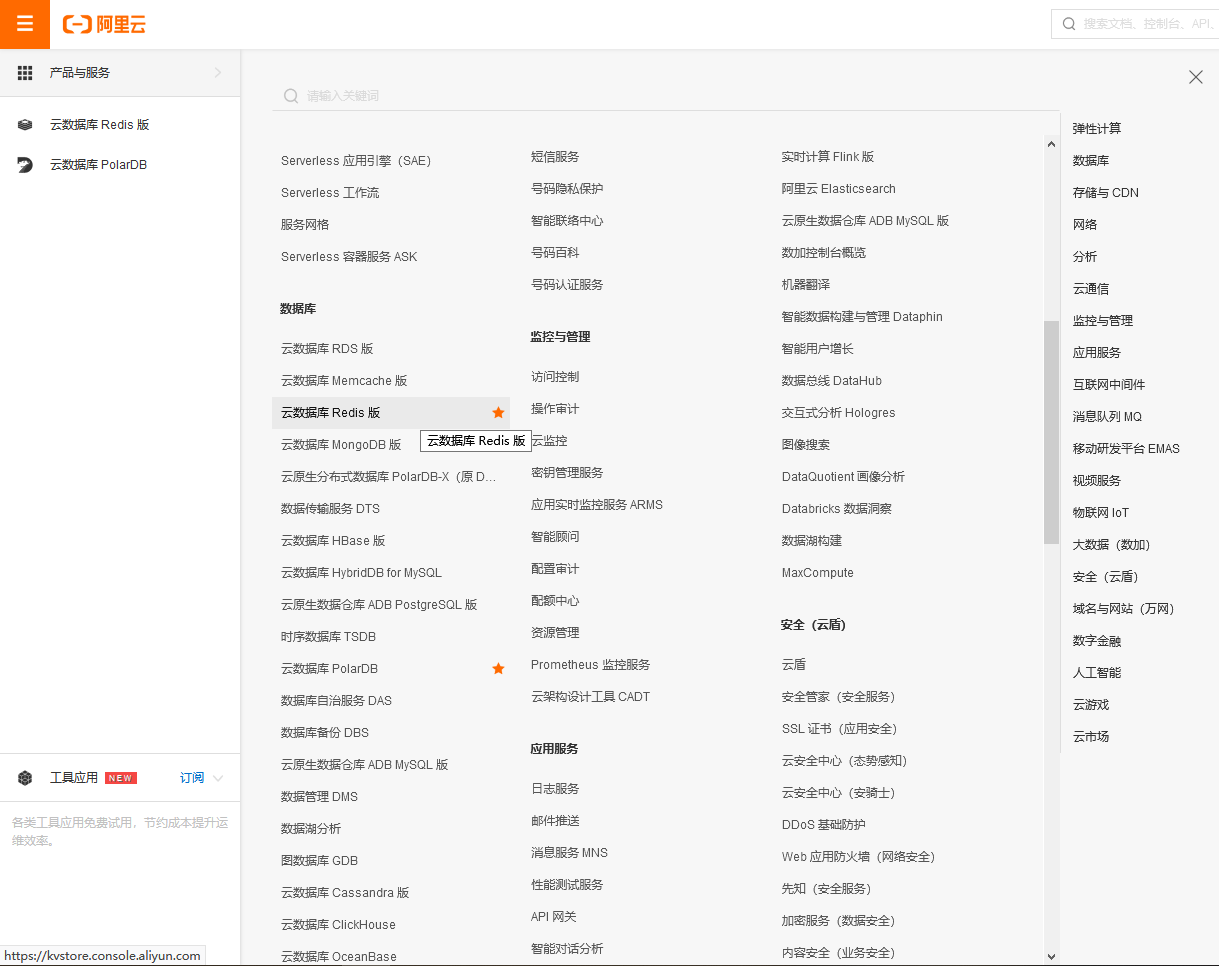 阿里云
搜索文档、控制台、API、
产品与服务
云数据库 Redis 版
云数据库 PolarDB
工具应用 NEW 订阅
各类工具应用免费试用，节约成本提升运
维效率。
https://kvstore.console.aliyun.com
请输入关键词
Serverless 应用引擎（SAE）
Serverless 工作流
服务网格
Serverless 容器服务 ASK
数据库
云数据库 RDS 版
云数据库 Memcache 版
云数据库 Redis 版
云数据库 MongoDB 版
云数据库 Redis 版
云原生分布式数据库 PolarDB-X（原 D...
数据传输服务 DTS
云数据库 HBase 版
云数据库 HybridDB for MySQL
云原生数据仓库 ADB PostgreSQL 版
时序数据库 TSDB
云数据库 PolarDB
数据库自治服务 DAS
数据库备份 DBS
云原生数据仓库 ADB MySQL 版
数据管理 DMS
数据湖分析
图数据库 GDB
云数据库 Cassandra 版
云数据库 ClickHouse
云数据库 OceanBase
短信服务
号码隐私保护
智能联络中心
号码百科
号码认证服务
监控与管理
访问控制
操作审计
云监控
密钥管理服务
应用实时监控服务 ARMS
智能顾问
配置审计
配额中心
资源管理
Prometheus 监控服务
云架构设计工具 CADT
应用服务
日志服务
邮件推送
消息服务 MNS
性能测试服务
API 网关
智能对话分析
实时计算 Flink 版
阿里云 Elasticsearch
云原生数据仓库 ADB MySQL 版
数加控制台概览
机器翻译
智能数据构建与管理 Dataphin
智能用户增长
数据总线 DataHub
交互式分析 Hologres
图像搜索
DataQuotient 画像分析
Databricks 数据洞察
数据湖构建
MaxCompute
安全（云盾）
云盾
安全管家（安全服务）
SSL 证书（应用安全）
云安全中心（态势感知）
云安全中心（安骑士）
DDoS 基础防护
Web 应用防火墙（网络安全）
先知（安全服务）
加密服务（数据安全）
内容安全（业务安全）
弹性计算
数据库
存储与 CDN
网络
分析
云通信
监控与管理
应用服务
互联网中间件
消息队列 MQ
移动研发平台 EMAS
视频服务
物联网 IoT
大数据（数加）
安全（云盾）
域名与网站（万网）
数字金融
人工智能
云游戏
云市场